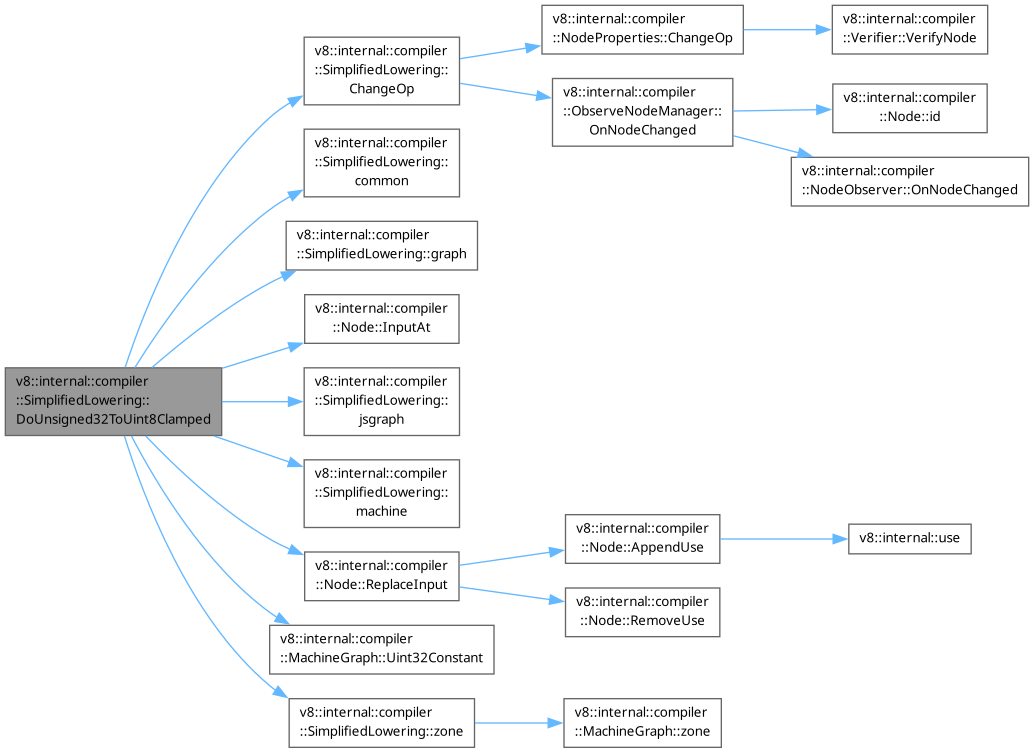 v8::internal::compiler
::SimplifiedLowering::
DoUnsigned32ToUint8Clamped
v8::internal::compiler
::SimplifiedLowering::
ChangeOp
v8::internal::compiler
::NodeProperties::ChangeOp
v8::internal::compiler
::Verifier::VerifyNode
v8::internal::compiler
::ObserveNodeManager::
OnNodeChanged
v8::internal::compiler
::Node::id
v8::internal::compiler
::NodeObserver::OnNodeChanged
v8::internal::compiler
::SimplifiedLowering::
common
v8::internal::compiler
::SimplifiedLowering::graph
v8::internal::compiler
::Node::InputAt
v8::internal::compiler
::SimplifiedLowering::
jsgraph
v8::internal::compiler
::SimplifiedLowering::
machine
v8::internal::compiler
::Node::ReplaceInput
v8::internal::compiler
::Node::AppendUse
v8::internal::use
v8::internal::compiler
::Node::RemoveUse
v8::internal::compiler
::MachineGraph::Uint32Constant
v8::internal::compiler
::SimplifiedLowering::zone
v8::internal::compiler
::MachineGraph::zone